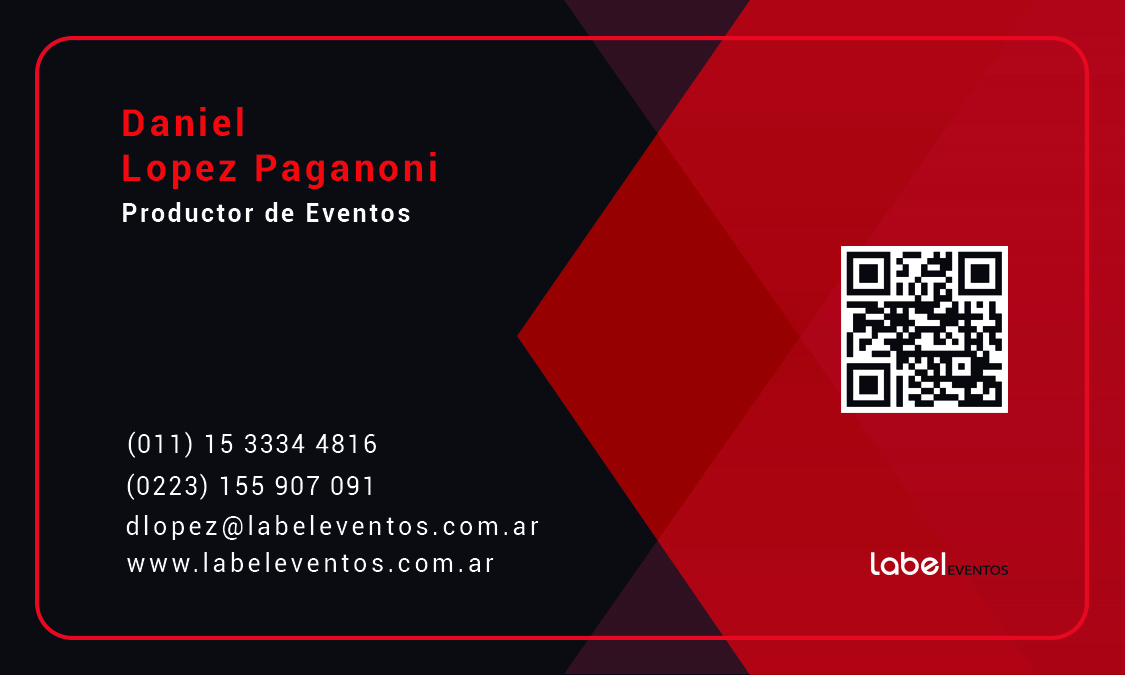 Daniel
Lopez Paganoni
Productor de Eventos
(011) 15 3334 4816
(0223) 155 907 091
dlopez@labeleventos.com.ar
www.labeleventos.com.ar
label EVENTOS